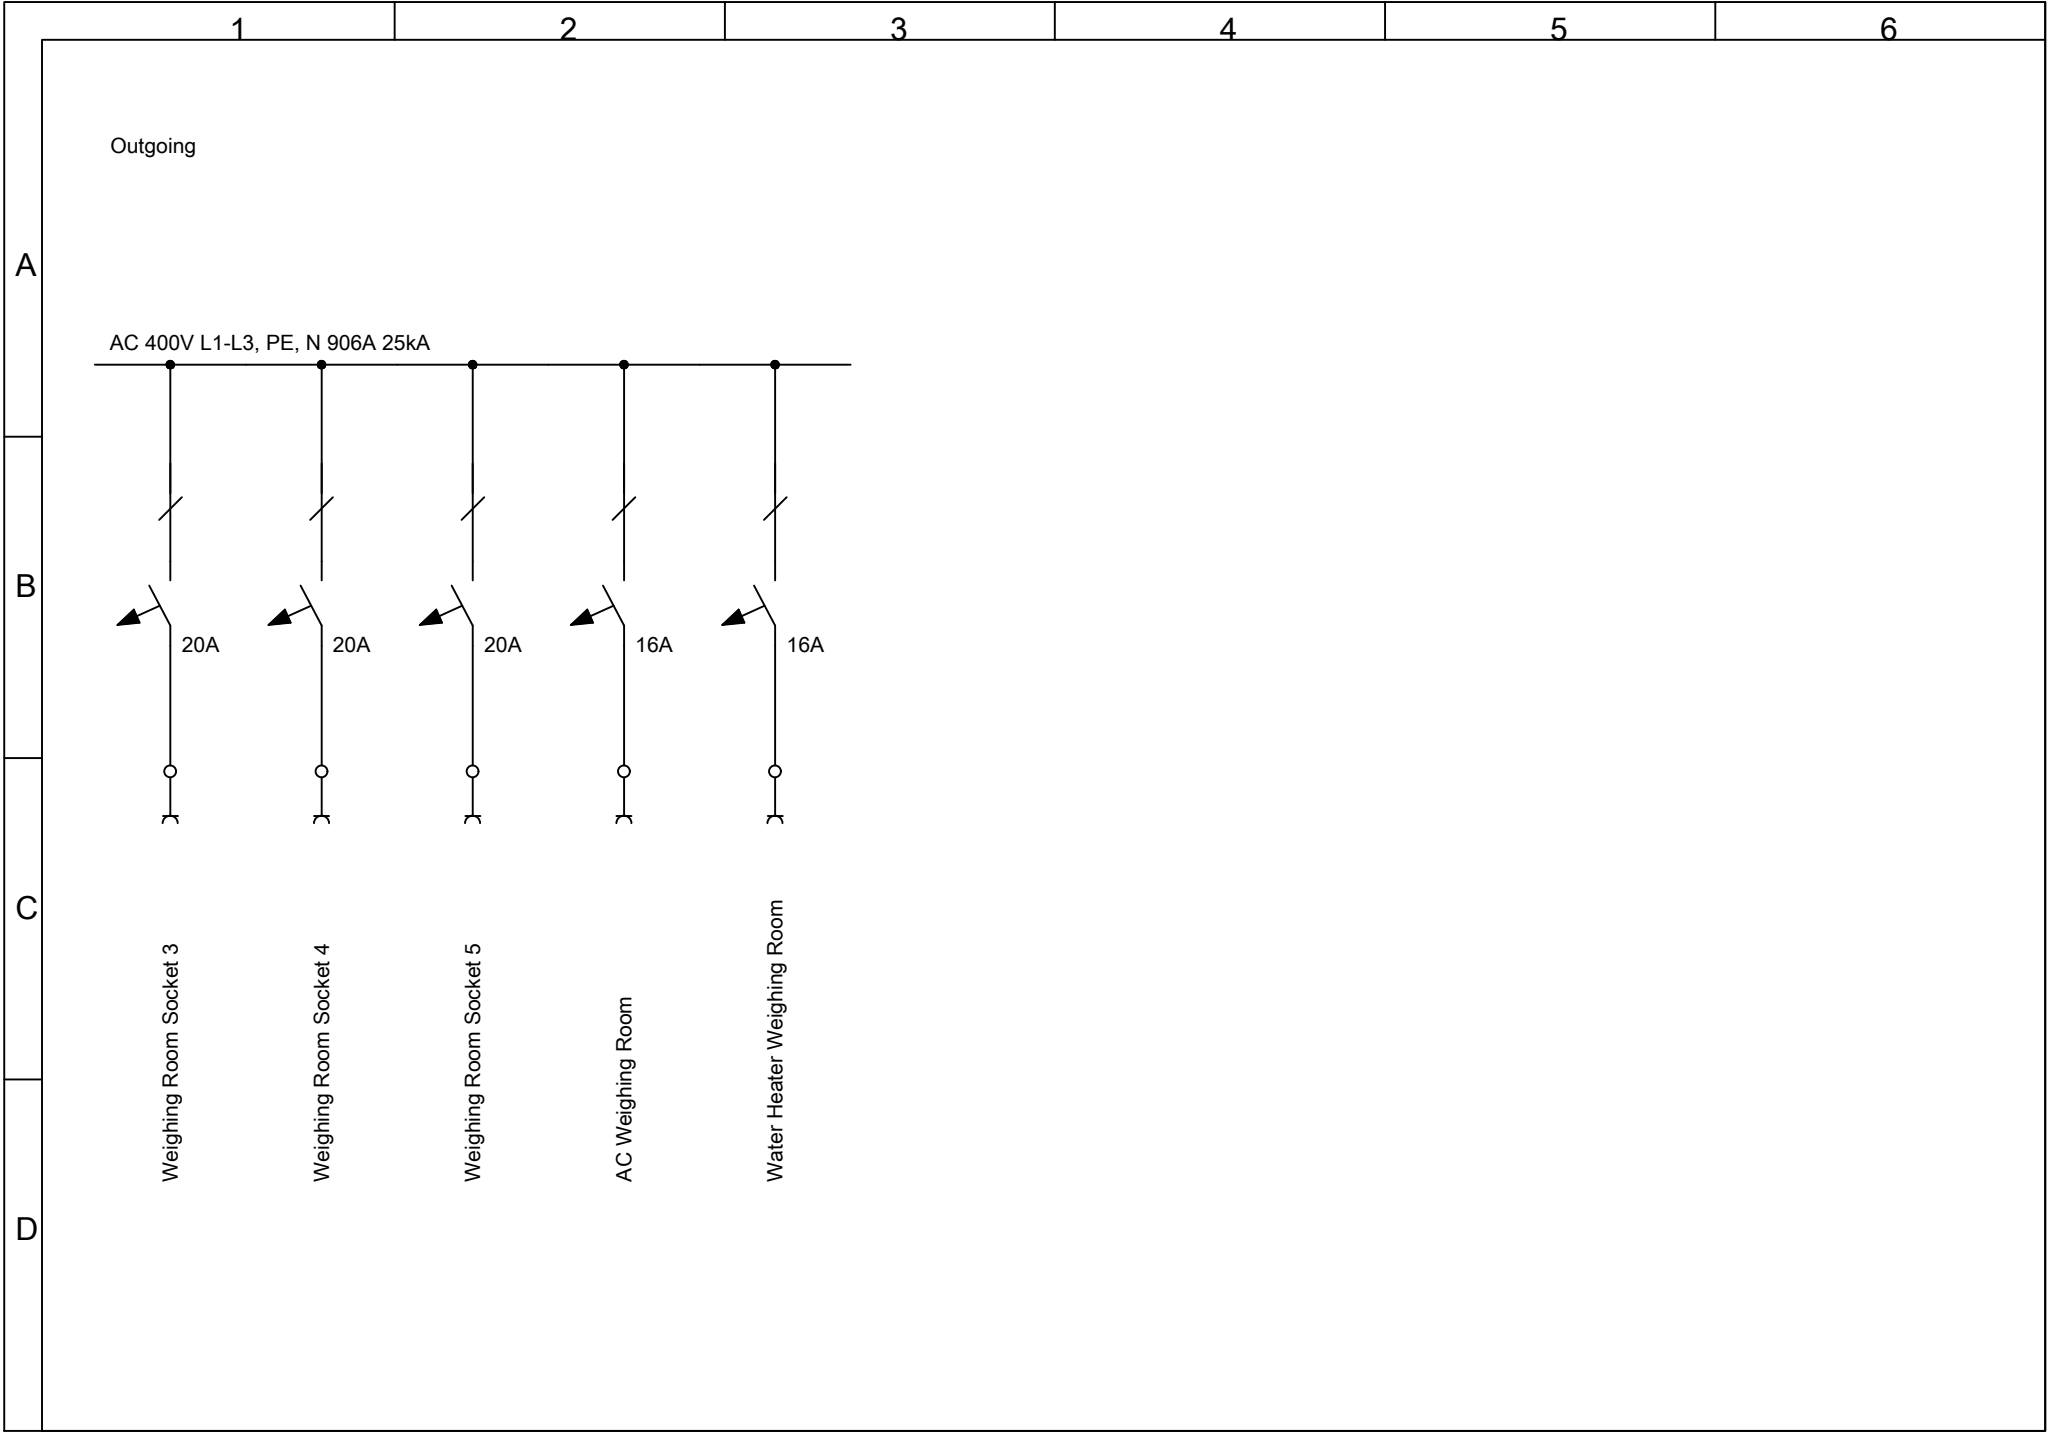 1 2 3 4 5 6
Outgoing
A
AC 400V L1-L3, PE, N 906A 25kA
B
20A 20A 20A 16A 16A
C
Weighing Room Socket 3
Weighing Room Socket 4
Weighing Room Socket 5
AC Weighing Room
Water Heater Weighing Room
D